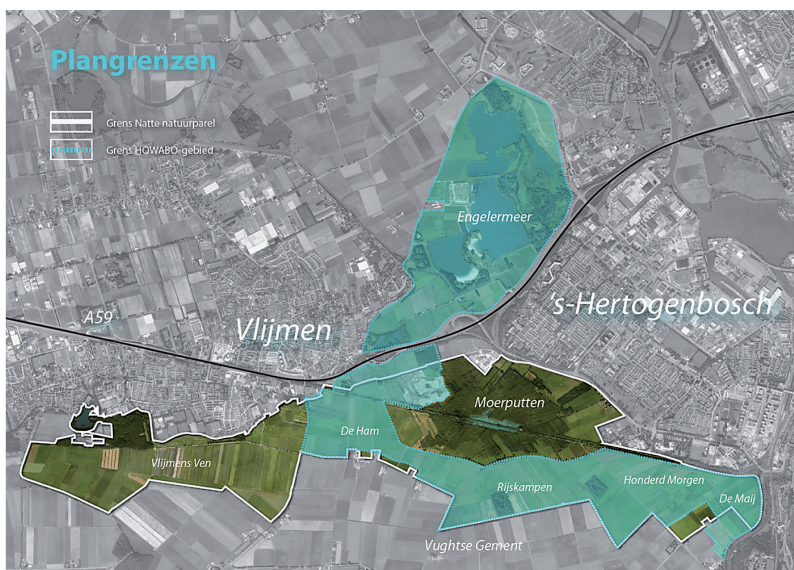 Plangrenzen
Grens Natte natuurparel
Grens HOWABO-gebied
Engelermeer
A59
Vlijmen
's-Hertogenbosch
Moerputten
De Ham
Vlijmens Ven
Rijskampen
Honderd Morgen
De Maij
Vughtse Gement